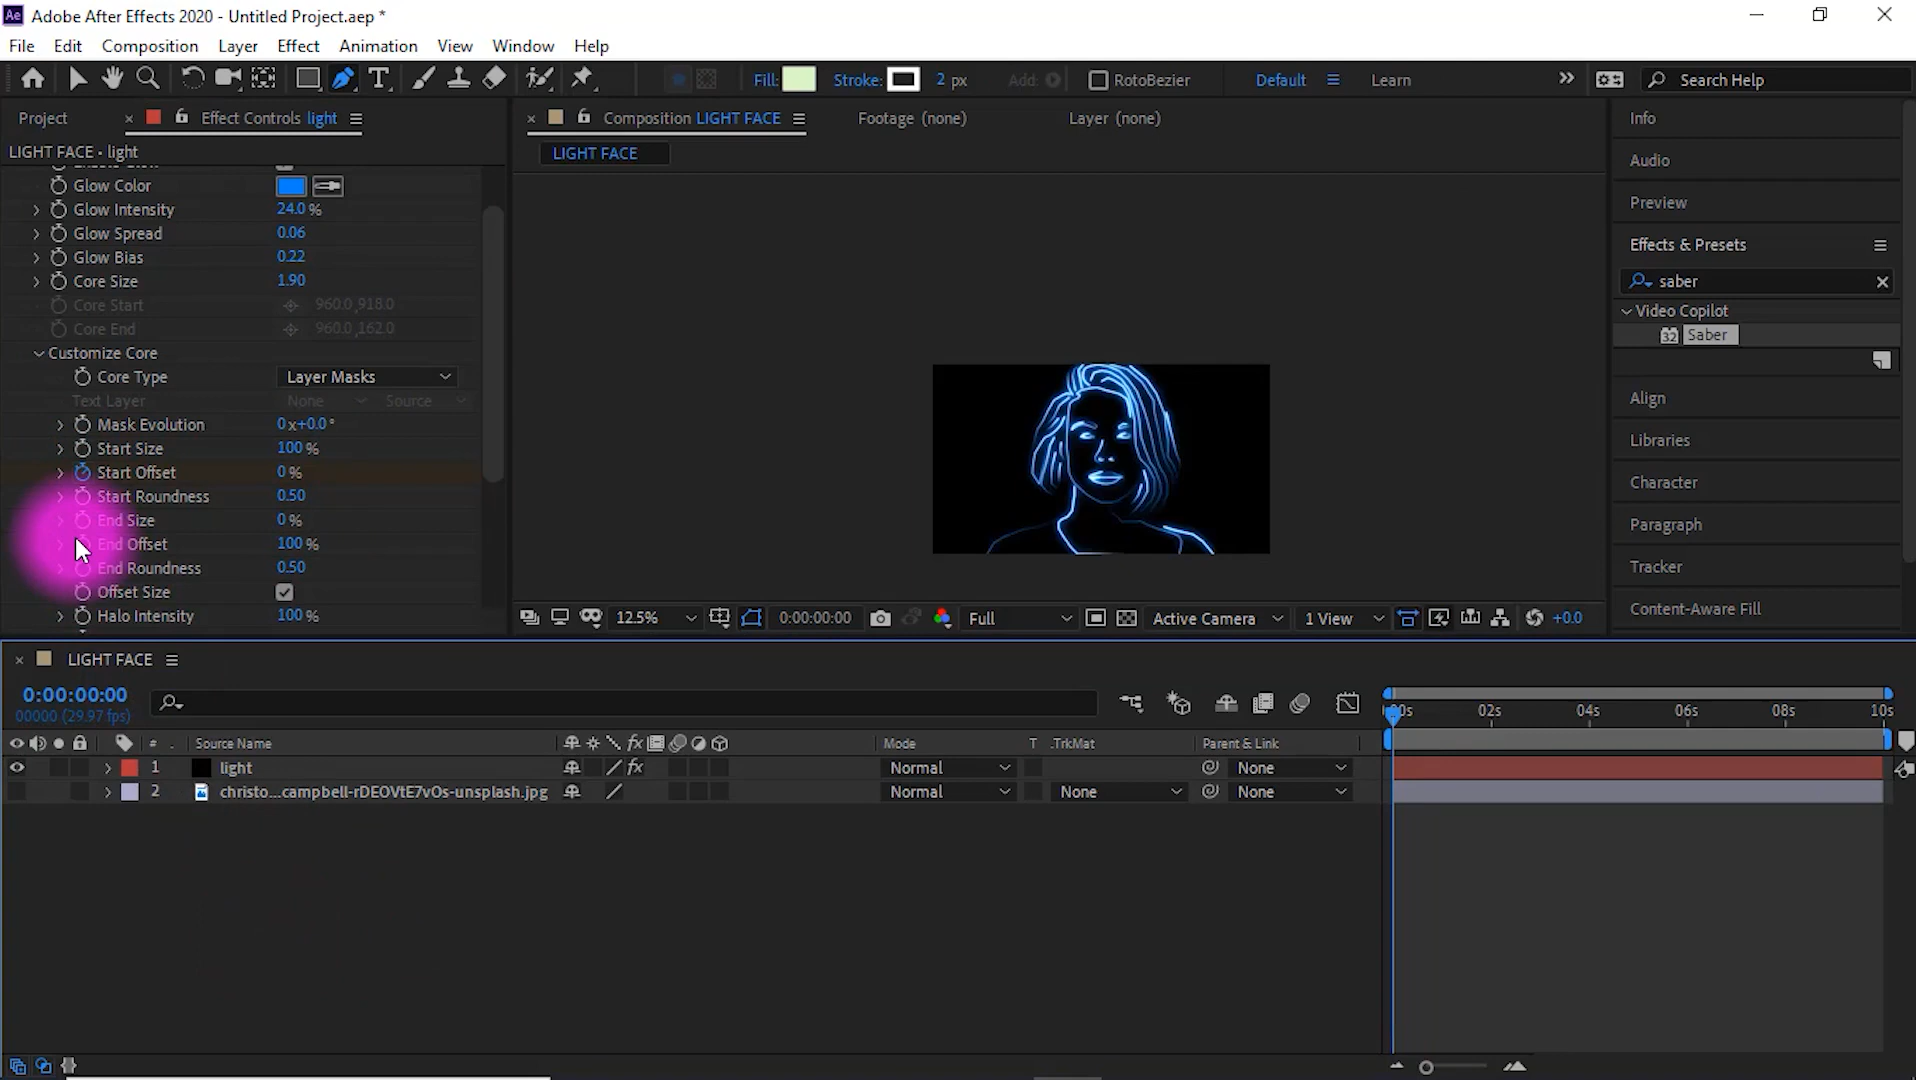 Ae Adobe After Effects 2020 - Untitled Project.aep *
File Edit Composition Layer Effect Animation View Window Help
Fill: Stroke: 2 px Add: RotoBezier Default Learn Search Help
Project Effect Controls light
LIGHT FACE • light
Glow Color
Glow Intensity 24.0 %
Glow Spread 0.06
Glow Bias 0.22
Core Size 1.90
Core Start 960.0,918.0
Core End 960.0,162.0
Customize Core
Core Type Layer Masks
Text Layer None Source
Mask Evolution 0x+0.0°
Start Size 100 %
Start Offset 0 %
Start Roundness 0.50
End Size 0 %
End Offset 100 %
End Roundness 0.50
Offset Size
Halo Intensity 100 %
Composition LIGHT FACE Footage (none) Layer (none)
LIGHT FACE
12.5% 0:00:00:00 Full Active Camera 1 View +0.0
Info
Audio
Preview
Effects & Presets
saber
Video Copilot
32 Saber
Align
Libraries
Character
Paragraph
Tracker
Content-Aware Fill
LIGHT FACE
0:00:00:00
00000 (29.97 fps)
00s 02s 04s 06s 08s 10s
# Source Name fx Mode T .TrkMat Parent & Link
1 light fx Normal None
2 christo...campbell-rDEOVtE7vOs-unsplash.jpg Normal None None